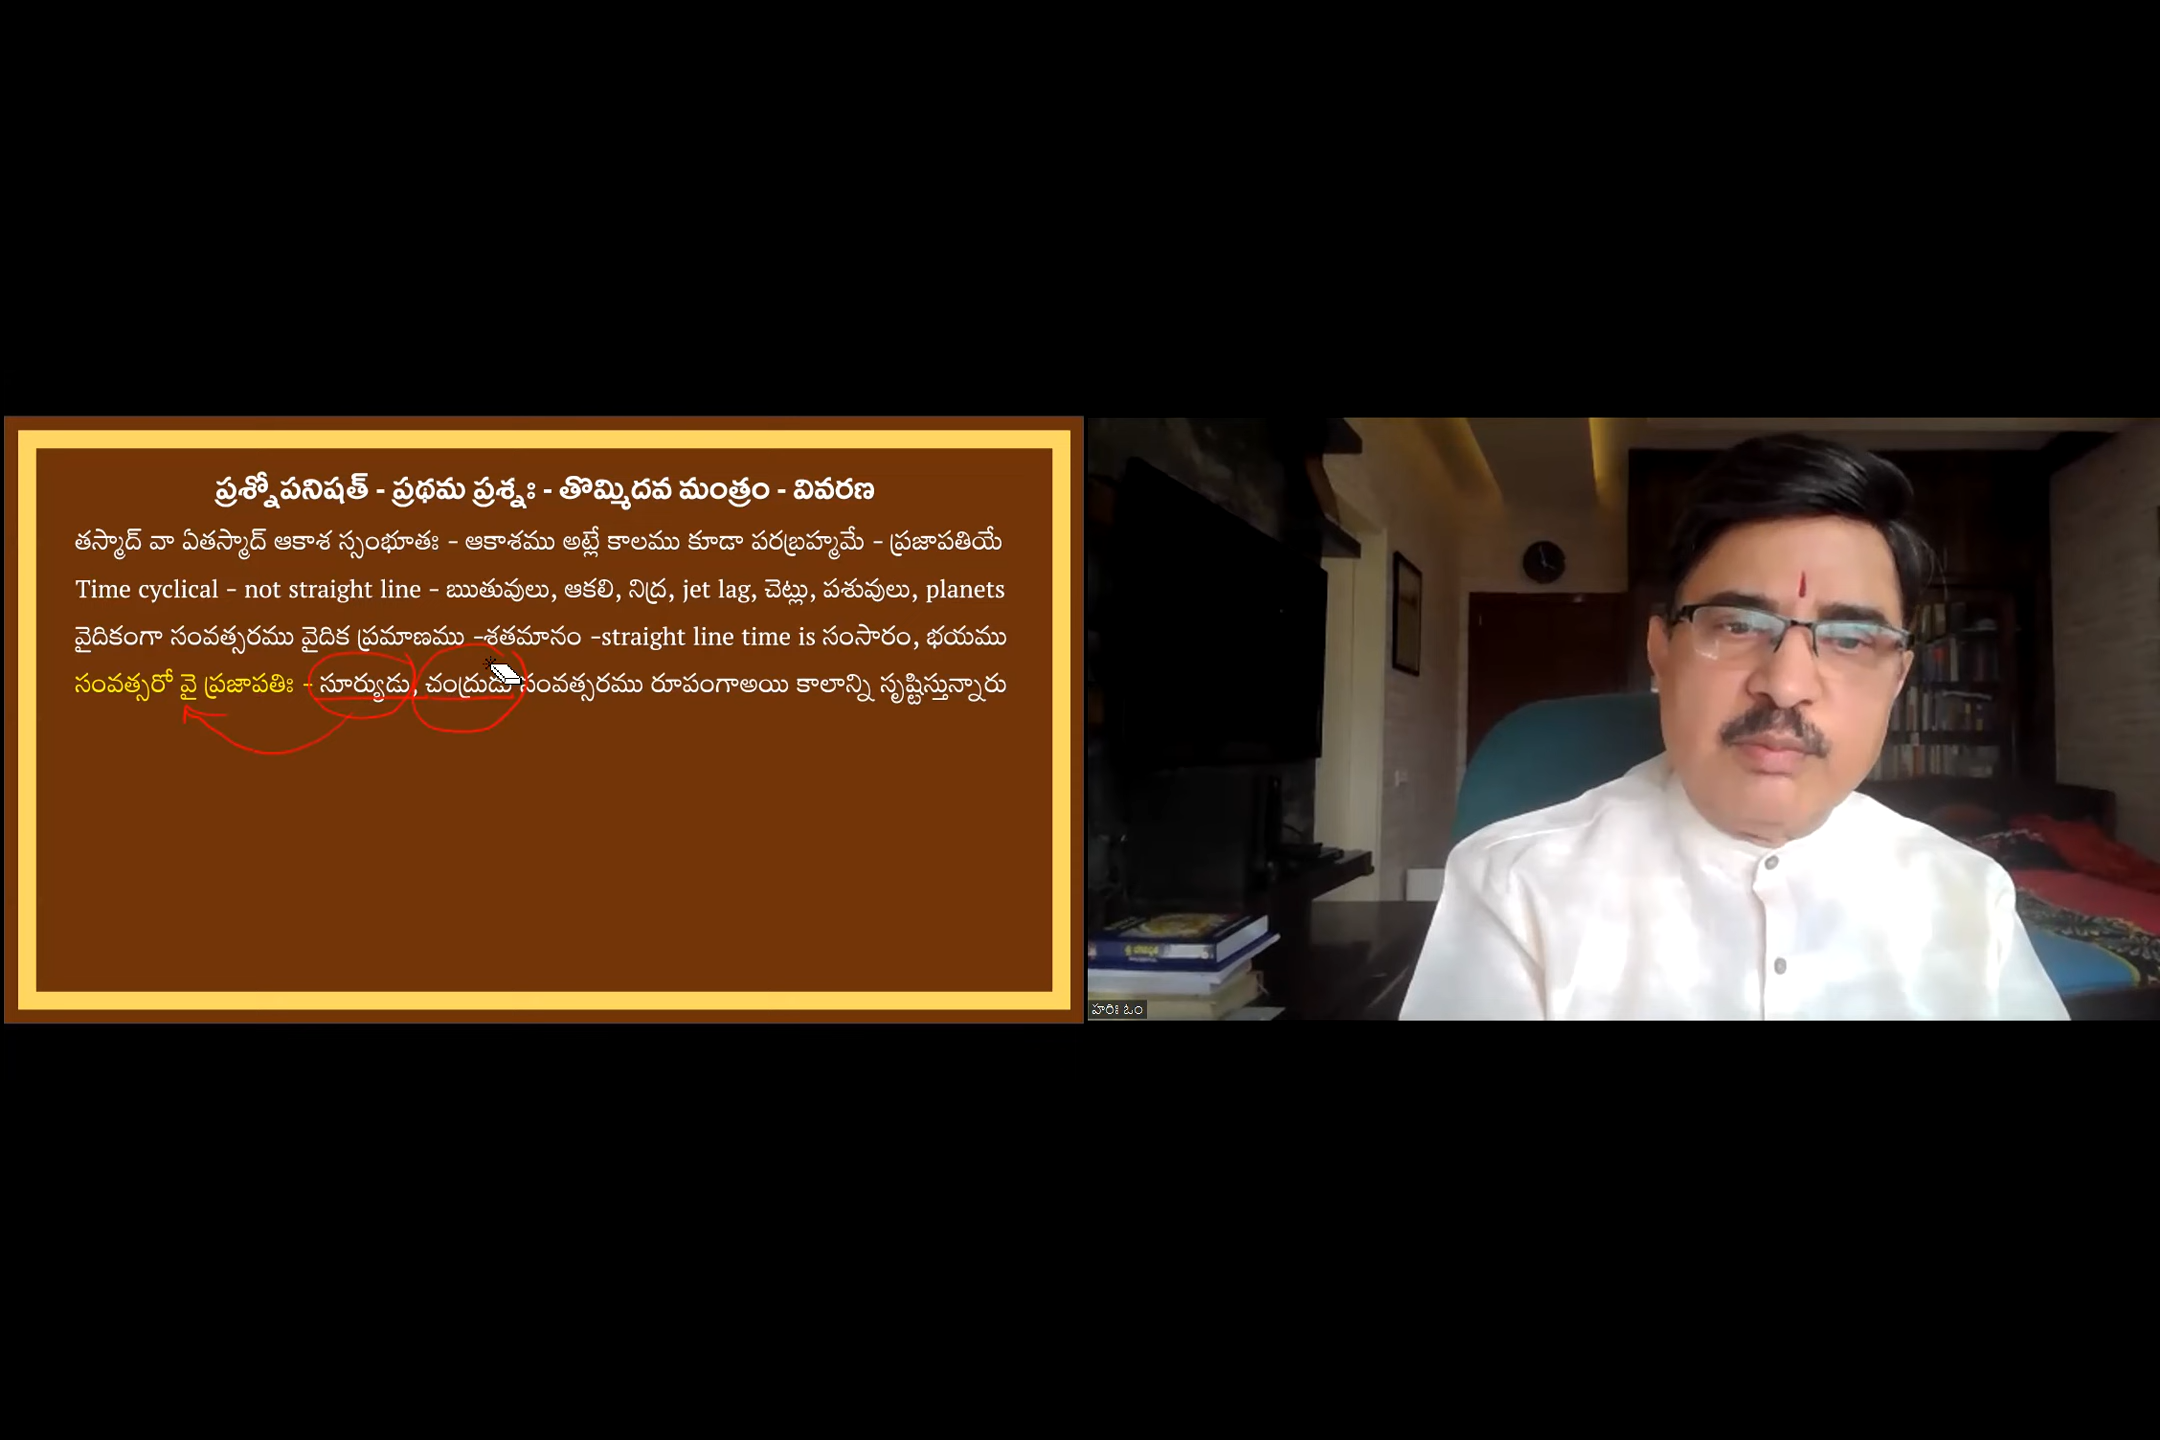 ప్రశ్నోపనిషత్ - ప్రథమ ప్రశ్నః - తొమ్మిదవ మంత్రం - వివరణ
తస్మాద్ వా ఏతస్మాద్ ఆకాశ స్సంభూతః - ఆకాశము అట్లే కాలము కూడా పరబ్రహ్మమే - ప్రజాపతియే
Time cyclical - not straight line - ఋతువులు, ఆకలి, నిద్ర, jet lag, చెట్లు, పశువులు, planets
వైదికంగా సంవత్సరము వైదిక ప్రమాణము -శతమానం -straight line time is సంసారం, భయము
సంవత్సరో వై ప్రజాపతిః - సూర్యుడు, చంద్రుడు సంవత్సరము రూపంగాఅయి కాలాన్ని సృష్టిస్తున్నారు
హరిః ఓం